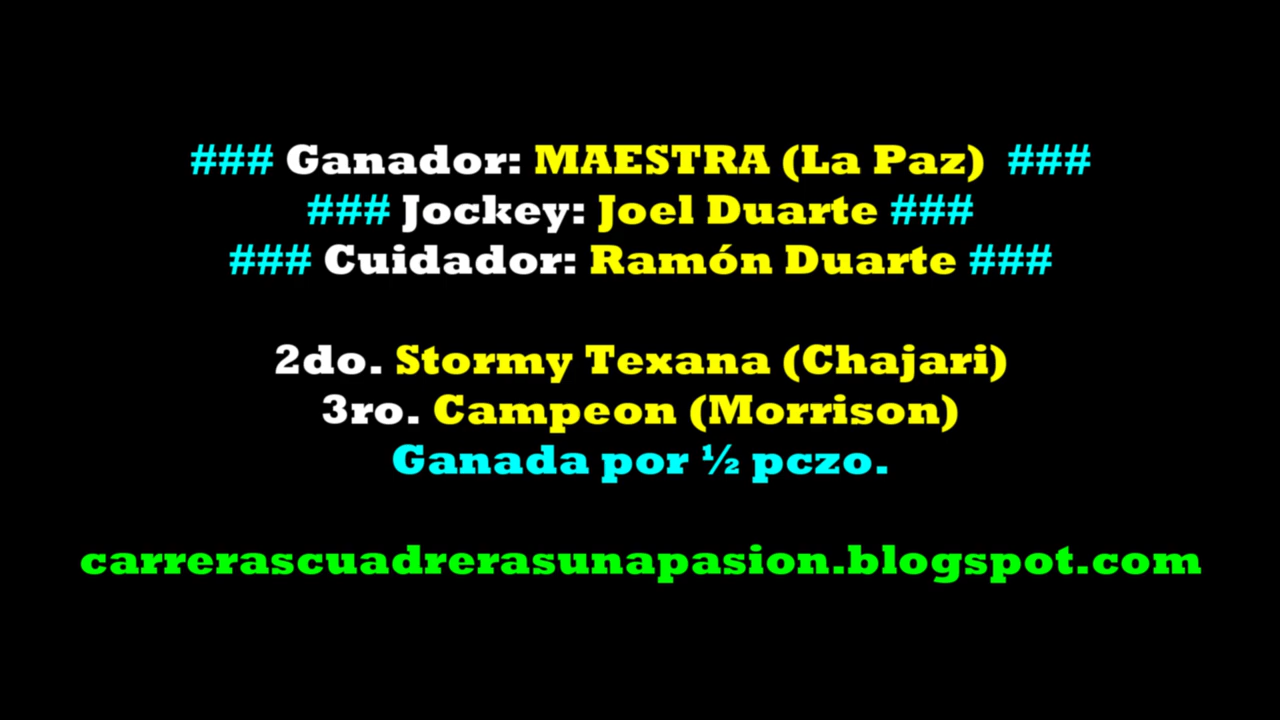 ### Ganador: MAESTRA (La Paz) ###
### Jockey: Joel Duarte ###
### Cuidador: Ramón Duarte ###
2do. Stormy Texana (Chajari)
3ro. Campeon (Morrison)
Ganada por ½ pczo.
carrerascuadrerasunapasion.blogspot.com